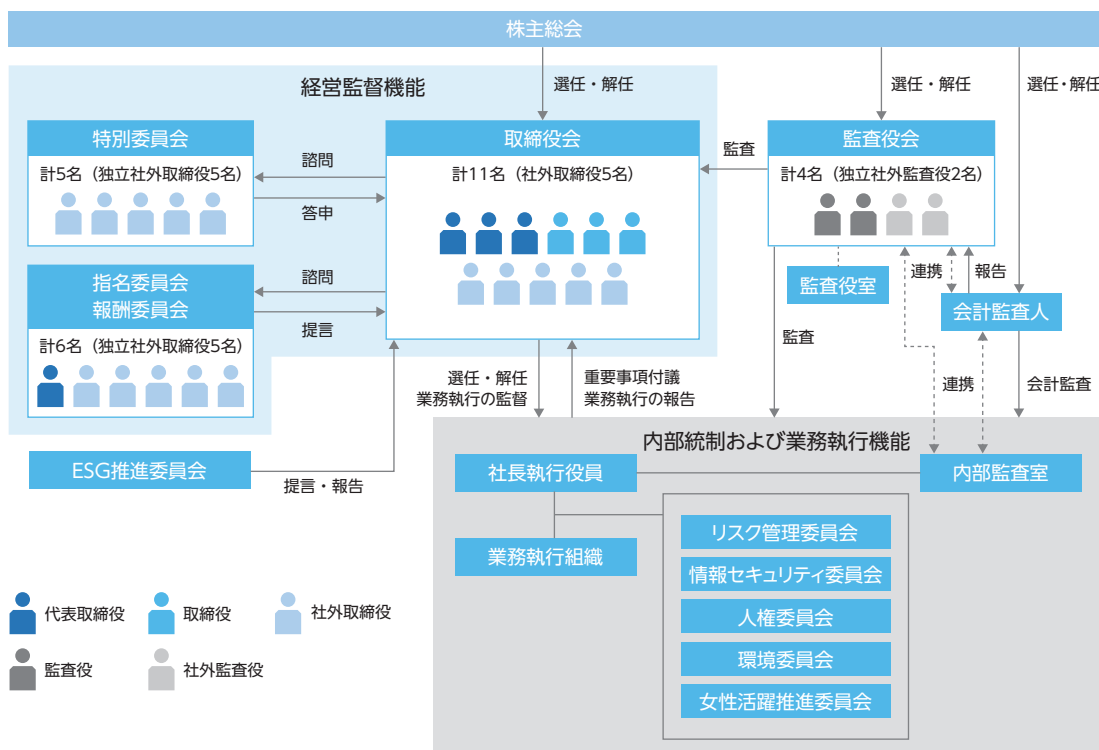 株主総会
選任・解任
選任・解任
選任・解任
経営監督機能
特別委員会
計5名（独立社外取締役5名）
諮問
答申
取締役会
計11名（社外取締役5名）
監査
監査役会
計4名（独立社外監査役2名）
指名委員会
報酬委員会
計6名（独立社外取締役5名）
諮問
提言
監査役室
連携
報告
会計監査人
監査
選任・解任
業務執行の監督
重要事項付議
業務執行の報告
連携
会計監査
ESG推進委員会
提言・報告
内部統制および業務執行機能
社長執行役員
内部監査室
業務執行組織
リスク管理委員会
情報セキュリティ委員会
人権委員会
環境委員会
女性活躍推進委員会
代表取締役
取締役
社外取締役
監査役
社外監査役